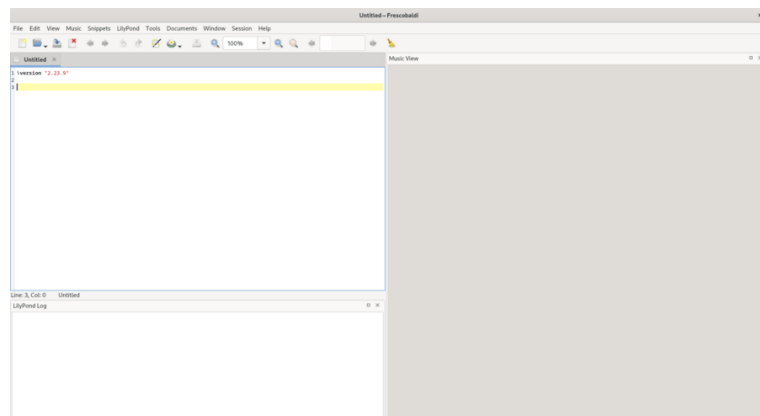 Untitled – Frescobaldi
File Edit View Music Snippets LilyPond Tools Documents Window Session Help
100%
Untitled
Music View
1 \version "2.23.9"
2
3
Line: 3, Col: 0 Untitled
LilyPond Log